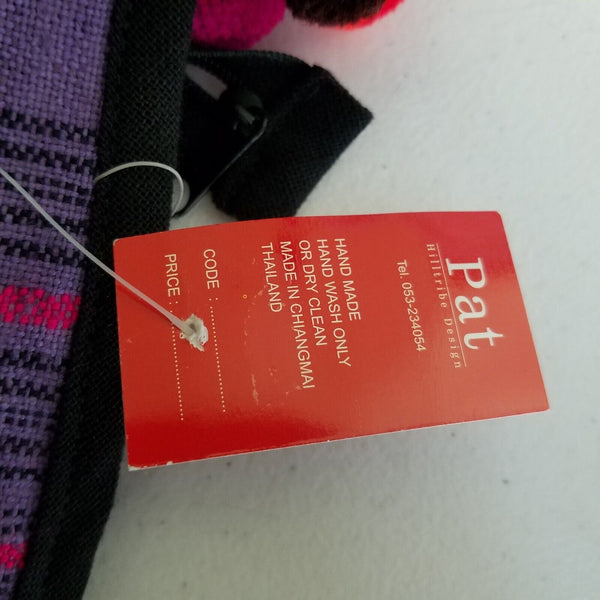 Pat
Hilltribe Design
Tel. 053-234054
HAND MADE
HAND WASH ONLY
OR DRY CLEAN
MADE IN CHIANGMAI
THAILAND
CODE : ........................
PRICE : ........................